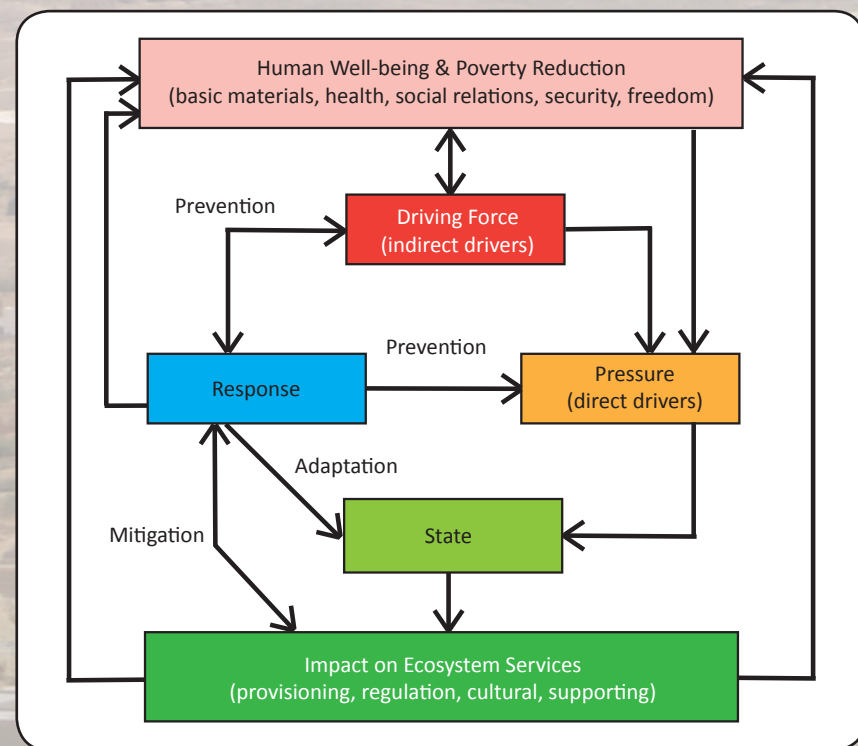 Human Well-being & Poverty Reduction
(basic materials, health, social relations, security, freedom)
Prevention
Driving Force
(indirect drivers)
Prevention
Response
Pressure
(direct drivers)
Adaptation
Mitigation
State
Impact on Ecosystem Services
(provisioning, regulation, cultural, supporting)